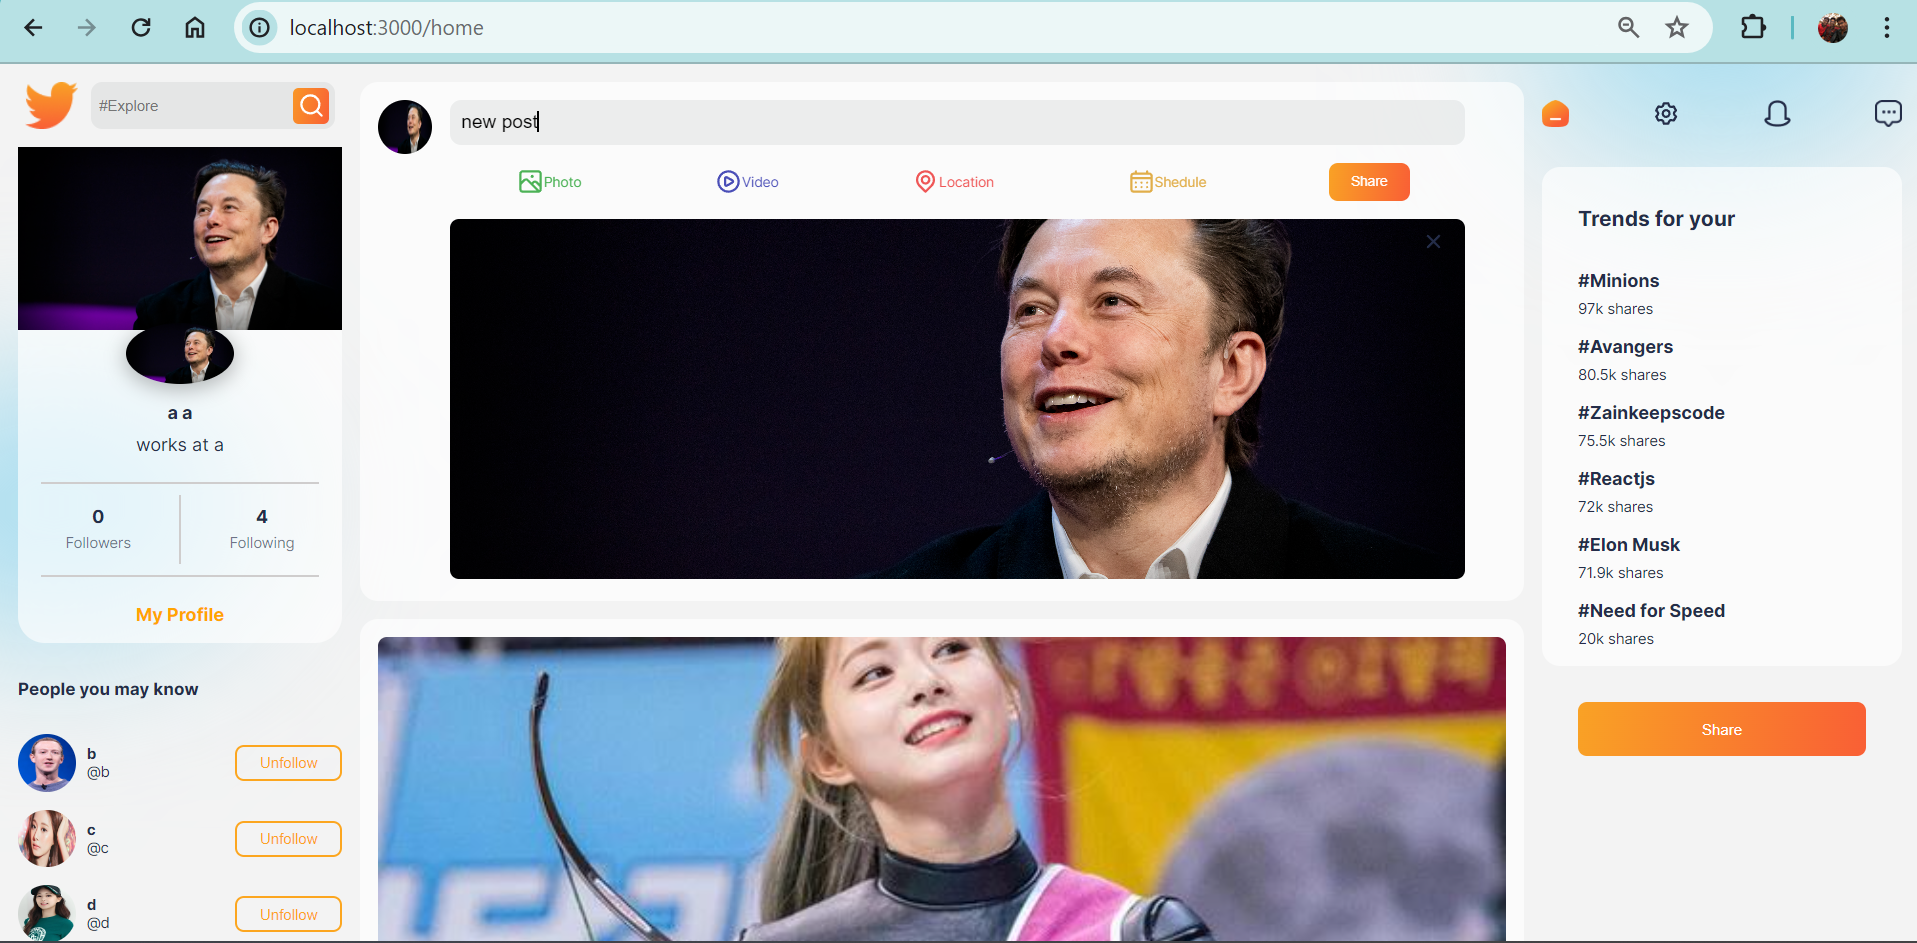 localhost:3000/home
#Explore
new post
Photo
Video
Location
Shedule
Share
a a
works at a
0
4
Followers
Following
My Profile
People you may know
b
@b
Unfollow
c
@c
Unfollow
d
@d
Unfollow
Trends for your
#Minions
97k shares
#Avangers
80.5k shares
#Zainkeepscode
75.5k shares
#Reactjs
72k shares
#Elon Musk
71.9k shares
#Need for Speed
20k shares
Share